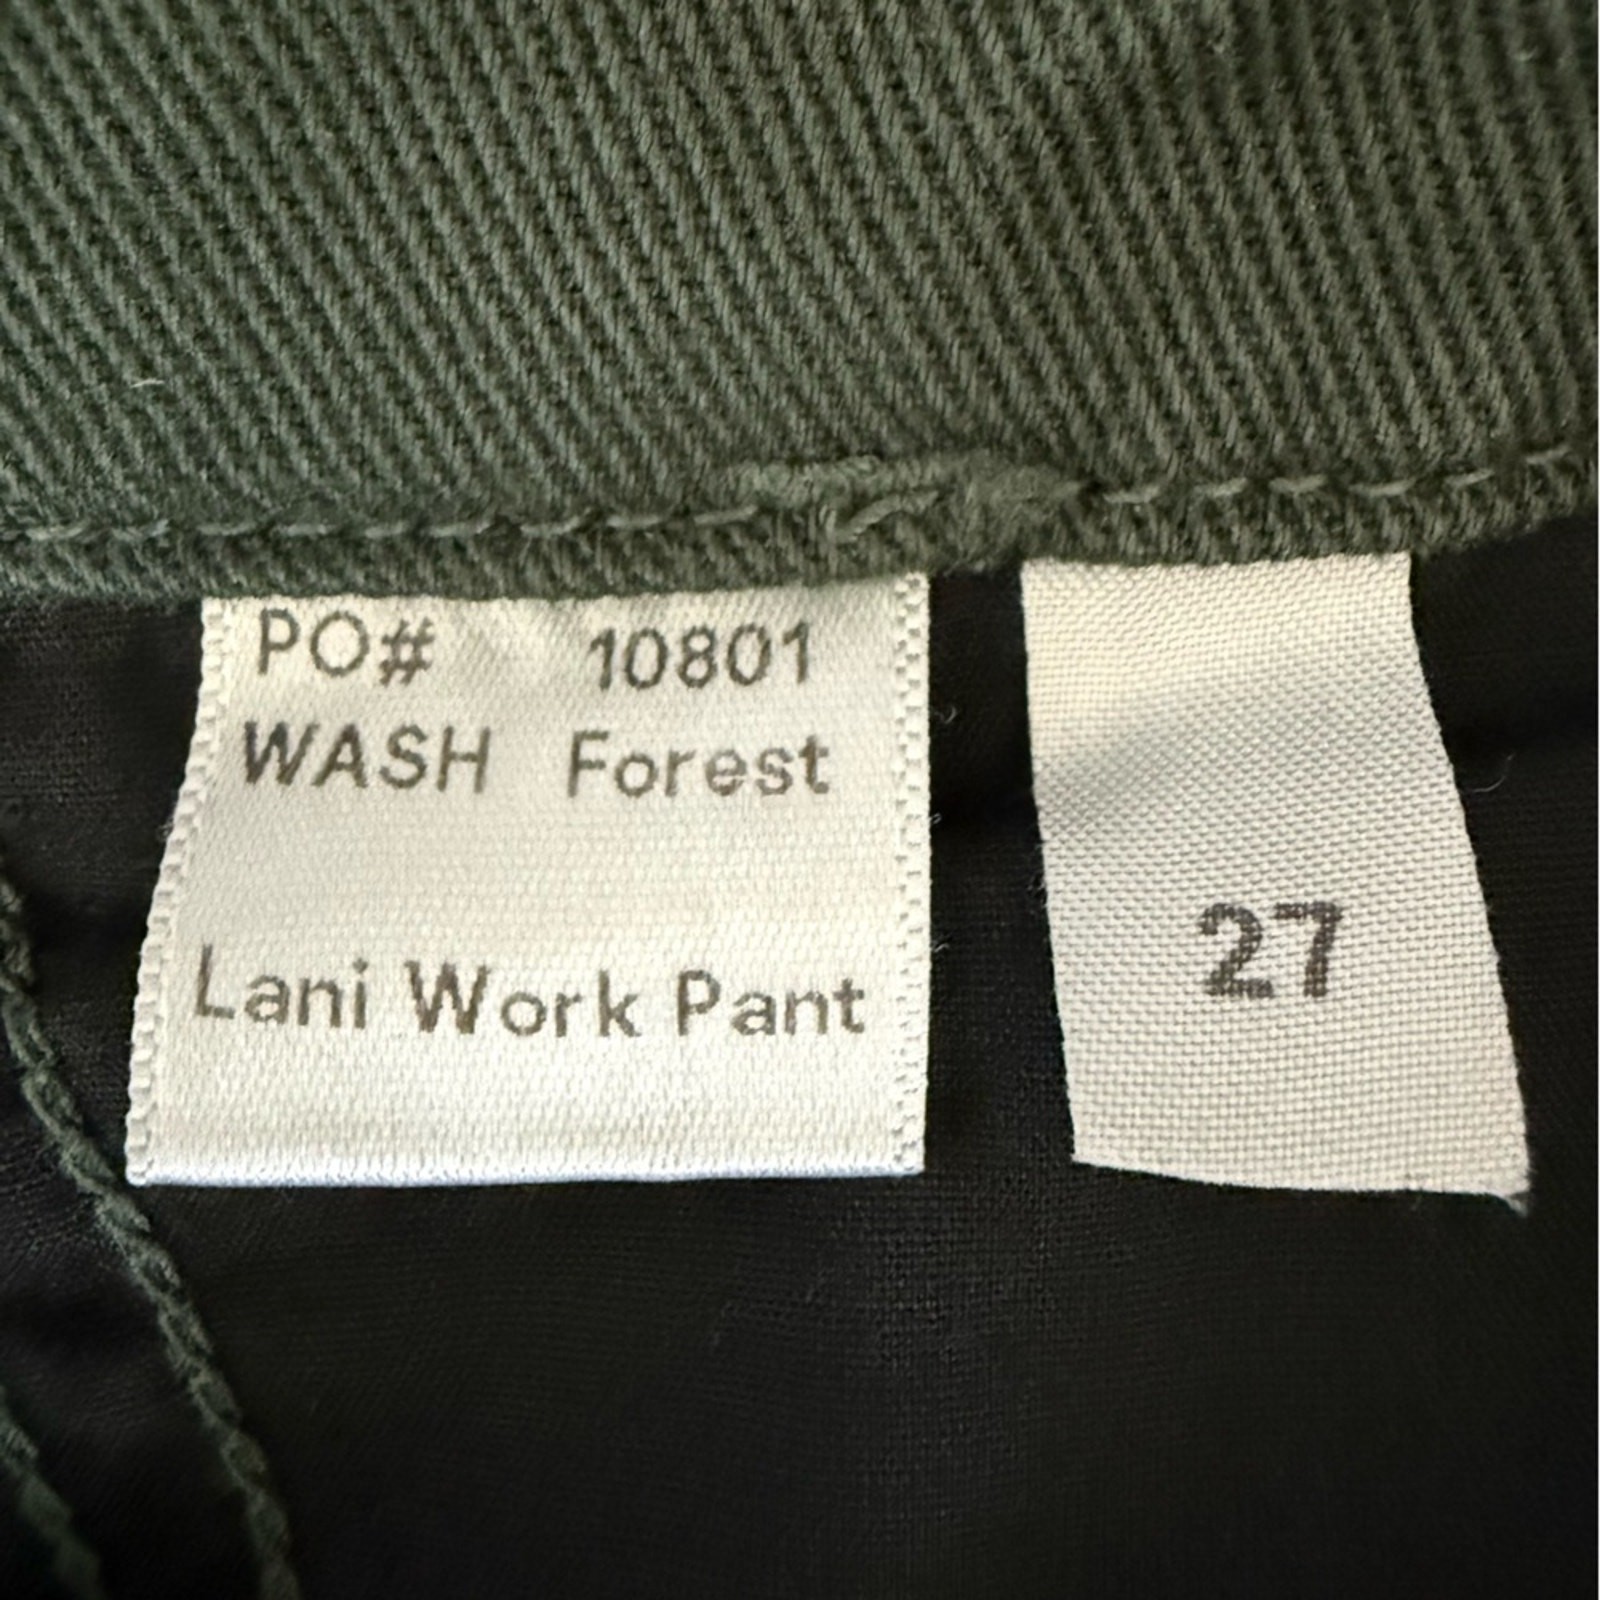 PO# 10801
WASH Forest
Lani Work Pant
27